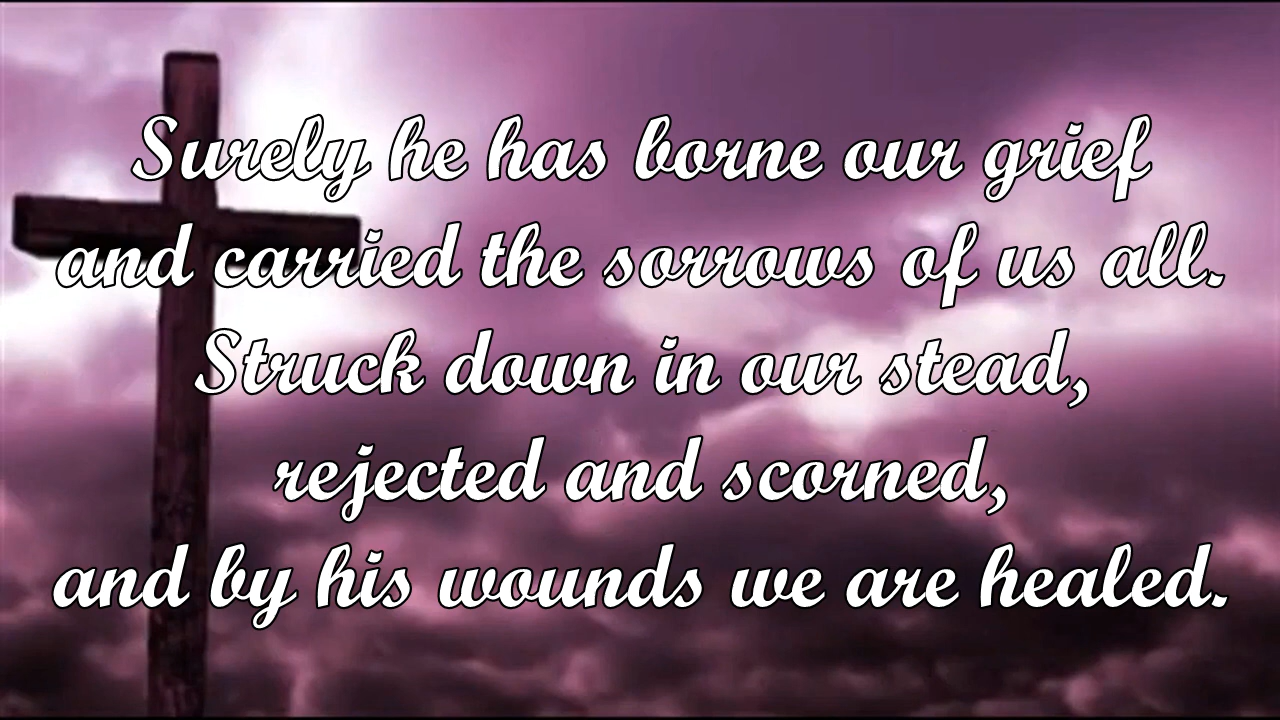 Surely he has borne our grief
and carried the sorrows of us all.
Struck down in our stead,
rejected and scorned,
and by his wounds we are healed.